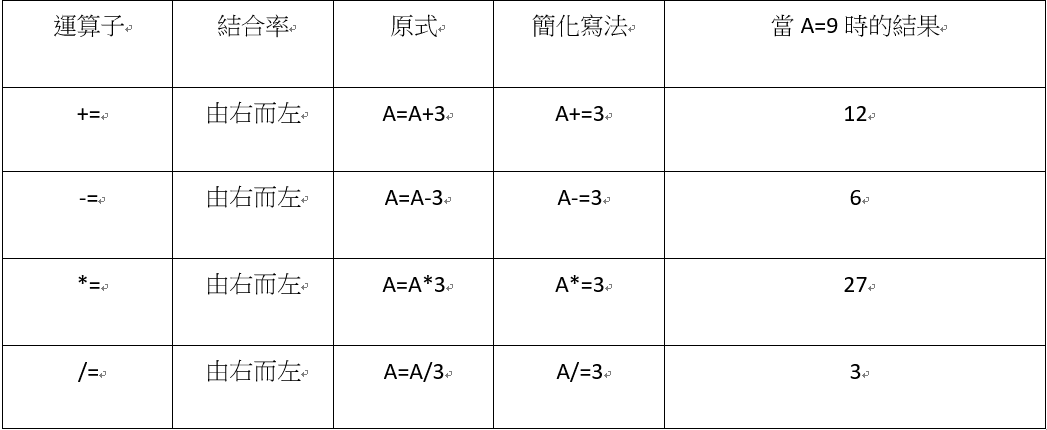 運算子 結合率 原式 簡化寫法 當 A=9 時的結果
+= 由右而左 A=A+3 A+=3 12
-= 由右而左 A=A-3 A-=3 6
*= 由右而左 A=A*3 A*=3 27
/= 由右而左 A=A/3 A/=3 3